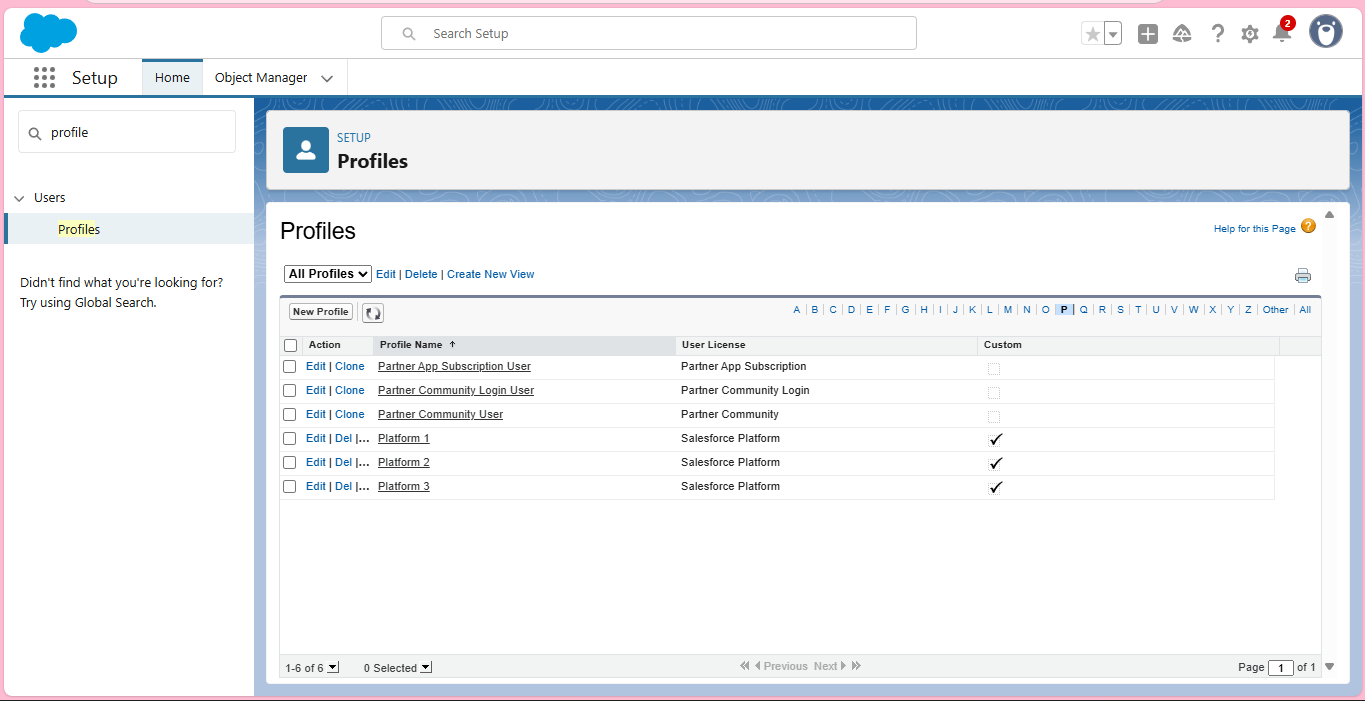 Search Setup
2
Setup
Home
Object Manager
profile
Users
Profiles
Didn't find what you're looking for?
Try using Global Search.
SETUP
Profiles
Profiles
Help for this Page ?
All Profiles Edit | Delete | Create New View
New Profile
A | B | C | D | E | F | G | H | I | J | K | L | M | N | O | P | Q | R | S | T | U | V | W | X | Y | Z | Other | All
Action Profile Name ↑ User License Custom
Edit | Clone Partner App Subscription User Partner App Subscription
Edit | Clone Partner Community Login User Partner Community Login
Edit | Clone Partner Community User Partner Community
Edit | Del |... Platform 1 Salesforce Platform ✓
Edit | Del |... Platform 2 Salesforce Platform ✓
Edit | Del |... Platform 3 Salesforce Platform ✓
1-6 of 6 0 Selected Previous Next Page 1 of 1